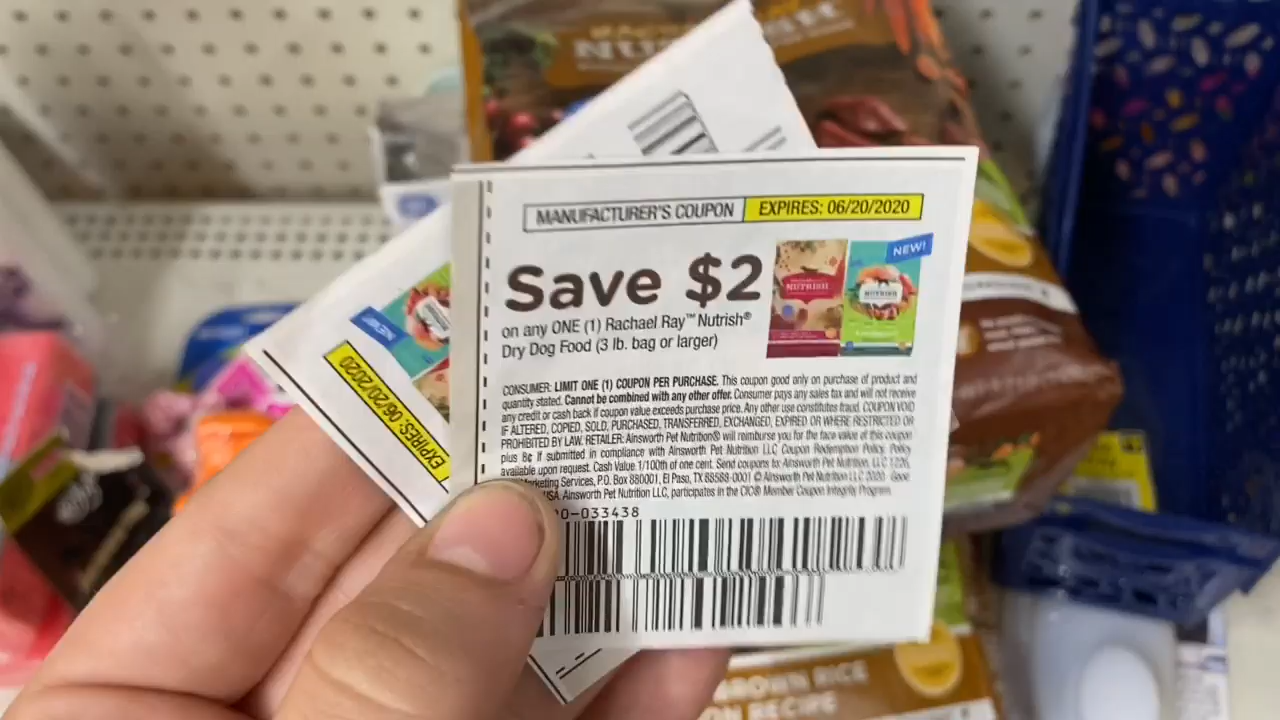 MANUFACTURER'S COUPON EXPIRES: 06/20/2020
Save $2
on any ONE (1) Rachael Ray™ Nutrish®
Dry Dog Food (3 lb. bag or larger)
NEW!
NUTRISH
NUTRISH
CONSUMER: LIMIT ONE (1) COUPON PER PURCHASE. This coupon good only on purchase of product and
quantity stated. Cannot be combined with any other offer. Consumer pays any sales tax and will not receive
any credit or cash back if coupon value exceeds purchase price. Any other use constitutes fraud. COUPON VOID
IF ALTERED, COPIED, SOLD, PURCHASED, TRANSFERRED, EXCHANGED, EXPIRED OR WHERE RESTRICTED OR
PROHIBITED BY LAW. RETAILER: Ainsworth Pet Nutrition® will reimburse you for the face value of this coupon
plus 8¢ if submitted in compliance with Ainsworth Pet Nutrition LLC Coupon Redemption Policy. Policy
available upon request. Cash Value 1/100th of one cent. Send coupons to: Ainsworth Pet Nutrition, LLC 1226,
Marketing Services, P.O. Box 880001, El Paso, TX 88588-0001 © Ainsworth Pet Nutrition LLC 2020. Good
USA. Ainsworth Pet Nutrition LLC, participates in the CIC® Member Coupon Integrity Program.
0-033438
NEW!
EXPIRES: 06/20/2020
BROWN RICE
RECIPE